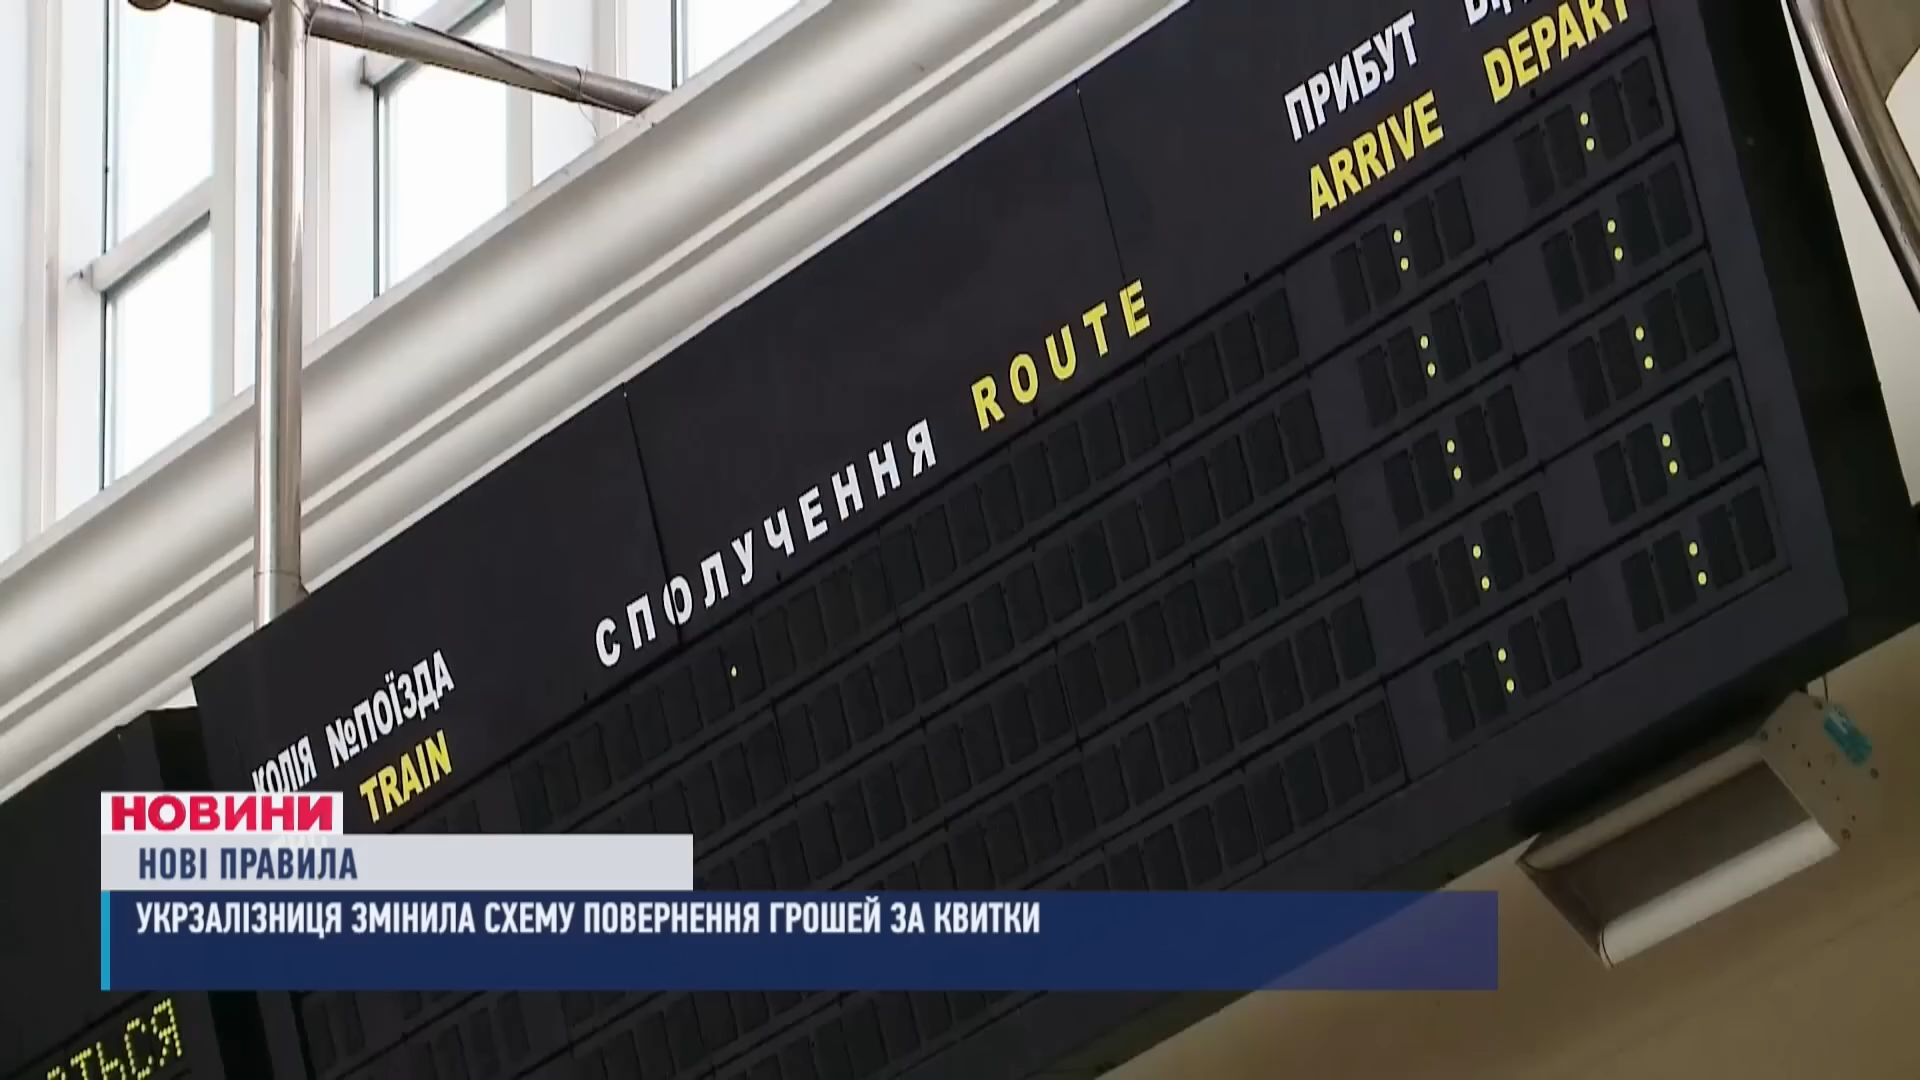 ПРИБУТ
ARRIVE
DEPART
СПОЛУЧЕННЯ ROUTE
КОЛІЯ №ПОЇЗДА
TRAIN
НОВИНИ
НОВІ ПРАВИЛА
УКРЗАЛІЗНИЦЯ ЗМІНИЛА СХЕМУ ПОВЕРНЕННЯ ГРОШЕЙ ЗА КВИТКИ